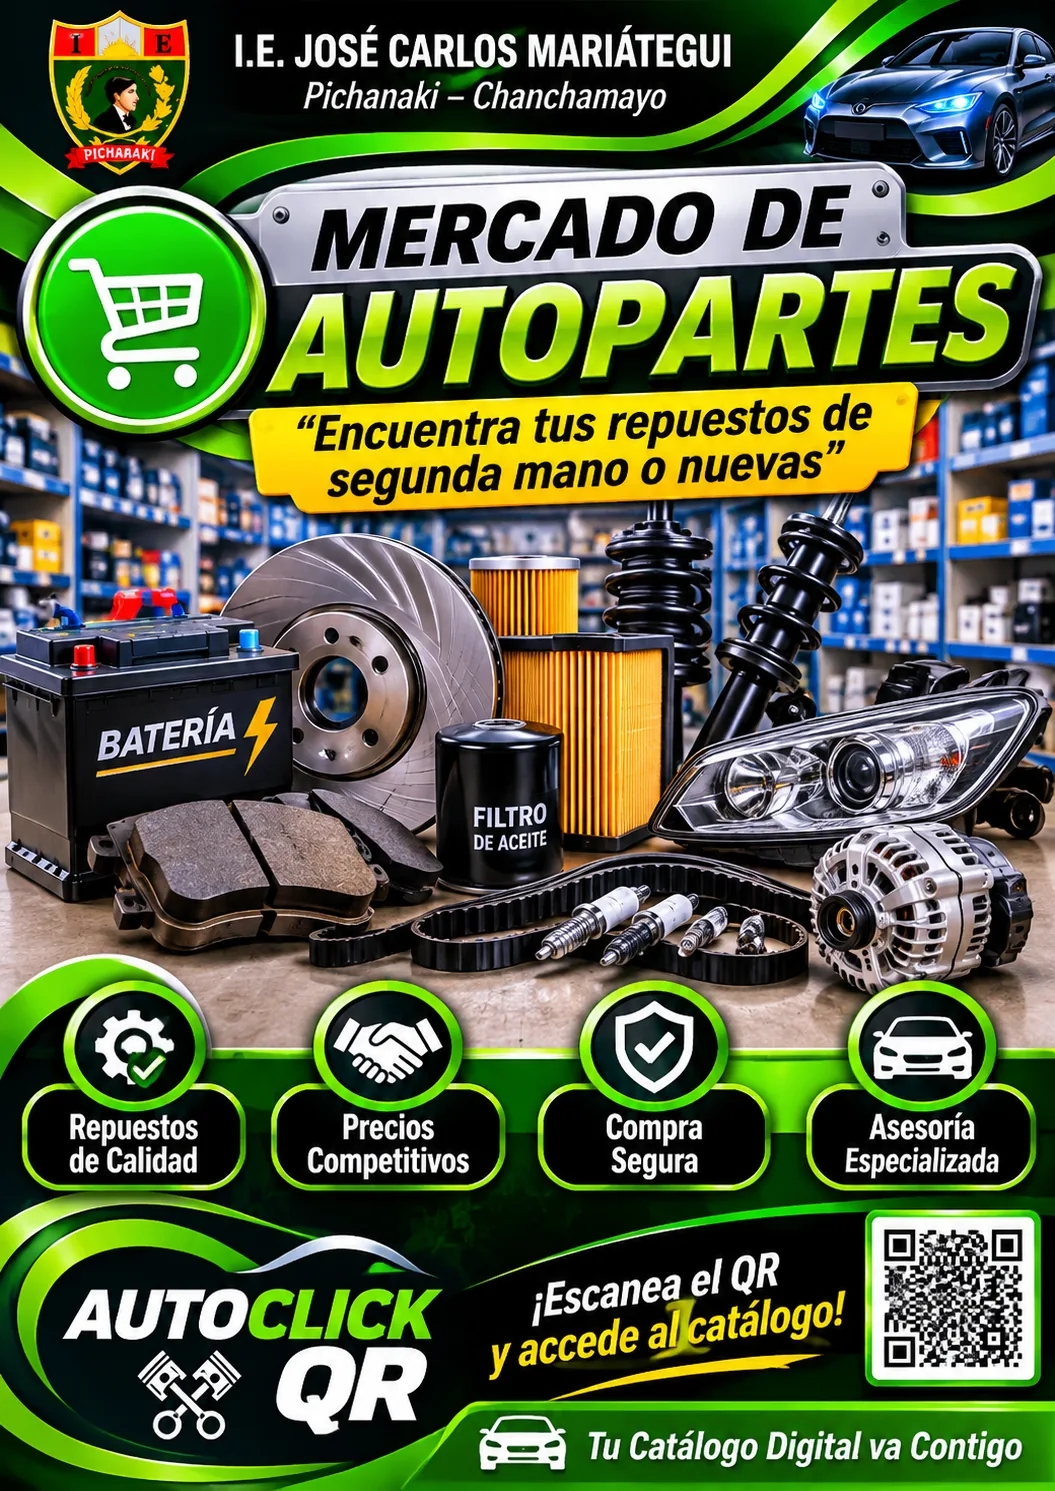 I E
PICHANAKI
I.E. JOSÉ CARLOS MARIÁTEGUI
Pichanaki – Chanchamayo
MERCADO DE
AUTOPARTES
“Encuentra tus repuestos de
segunda mano o nuevas”
BATERÍA
FILTRO
DE ACEITE
Repuestos
de Calidad
Precios
Competitivos
Compra
Segura
Asesoría
Especializada
AUTOCLICK
QR
¡Escanea el QR
y accede al catálogo!
Tu Catálogo Digital va Contigo